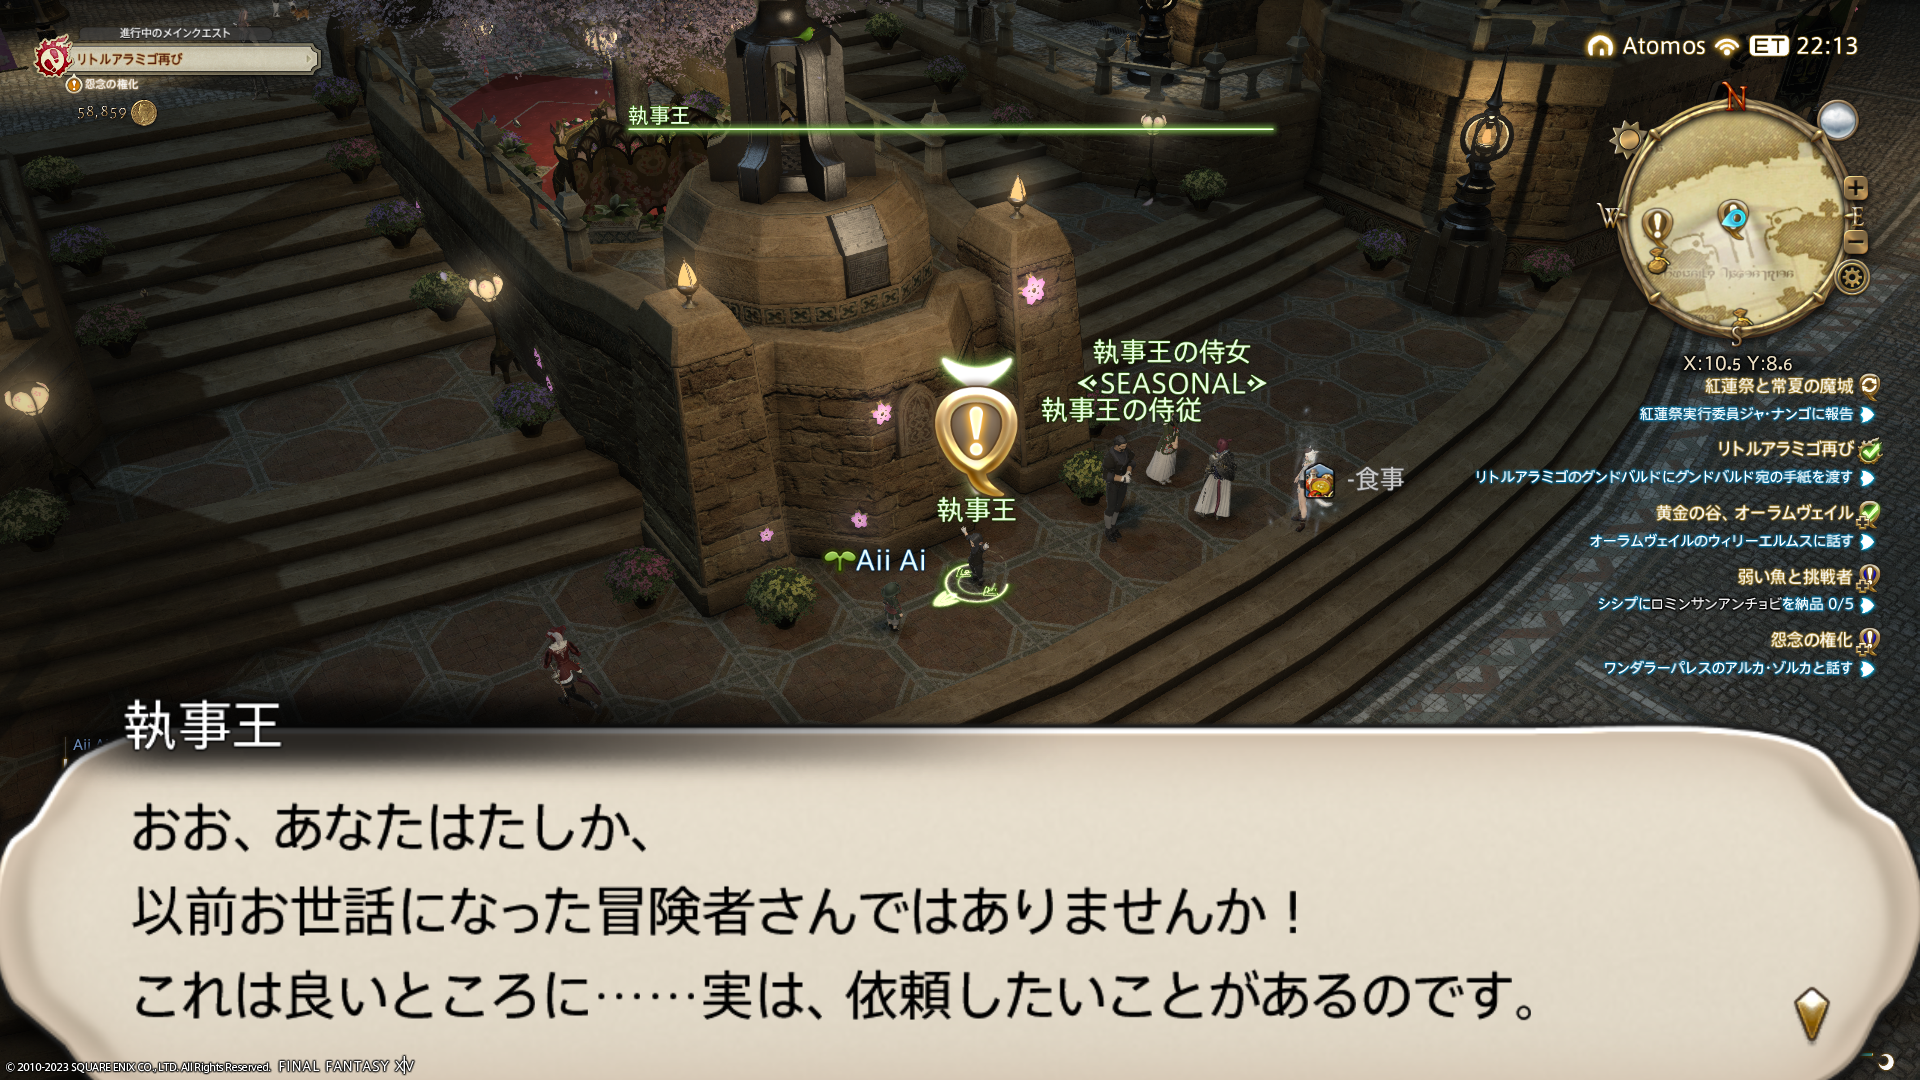 進行中のメインクエスト
リトルアラミゴ再び
怨念の権化
58,859
Atomos ET 22:13
執事王
N
W
E
S
X:10.5 Y:8.6
紅蓮祭と常夏の魔城
紅蓮祭実行委員ジャ・ナンゴに報告
リトルアラミゴ再び
リトルアラミゴのグンドバルドにグンドバルド宛の手紙を渡す
黄金の谷、オーラムヴェイル
オーラムヴェイルのウィリーエルムスに話す
弱い魚と挑戦者
シシプにロミンサンアンチョビを納品 0/5
怨念の権化
ワンダラーパレスのアルカ・ゾルカと話す
執事王の侍女
<SEASONAL>
執事王の侍従
-食事
執事王
Aii Ai
執事王
おお、あなたはたしか、
以前お世話になった冒険者さんではありませんか！
これは良いところに……実は、依頼したいことがあるのです。
© 2010-2023 SQUARE ENIX CO., LTD. All Rights Reserved. FINAL FANTASY XIV